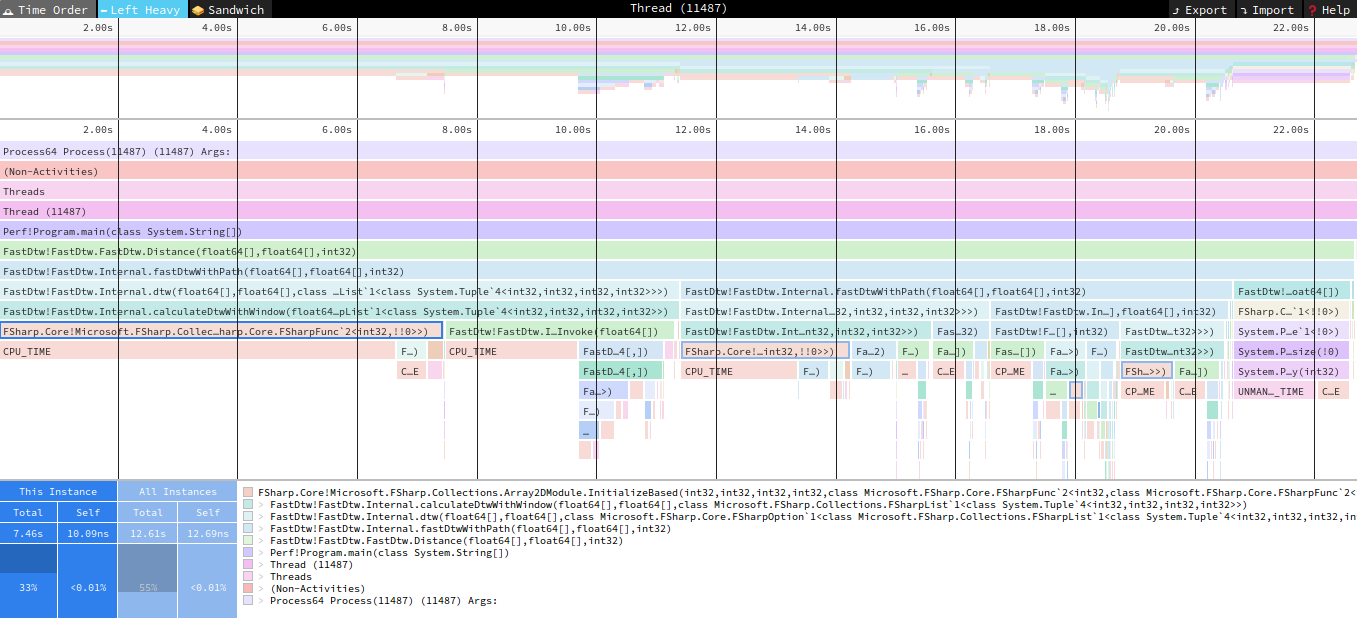 Time Order Left Heavy Sandwich Thread (11487) Export Import Help
2.00s 4.00s 6.00s 8.00s 10.00s 12.00s 14.00s 16.00s 18.00s 20.00s 22.00s
2.00s 4.00s 6.00s 8.00s 10.00s 12.00s 14.00s 16.00s 18.00s 20.00s 22.00s
Process64 Process(11487) (11487) Args:
(Non-Activities)
Threads
Thread (11487)
Perf!Program.main(class System.String[])
FastDtw!FastDtw.FastDtw.Distance(float64[],float64[],int32)
FastDtw!FastDtw.Internal.fastDtwWithPath(float64[],float64[],int32)
FastDtw!FastDtw.Internal.dtw(float64[],float64[],class …List`1<class System.Tuple`4<int32,int32,int32,int32>>>) FastDtw!FastDtw.Internal.fastDtwWithPath(float64[],float64[],int32) FastDtw!…oat64[])
FastDtw!FastDtw.Internal.calculateDtwWithWindow(float64…pList`1<class System.Tuple`4<int32,int32,int32,int32>>) FastDtw!FastDtw.Internal…32,int32,int32,int32>>>) FastDtw!FastDtw.In…],float64[],int32) FSharp.C…`1<!!0>)
FSharp.Core!Microsoft.FSharp.Collec…harp.Core.FSharpFunc`2<int32,!!0>>) FastDtw!FastDtw.I…Invoke(float64[]) FastDtw!FastDtw.Int…nt32,int32,int32>>) Fas…32) FastDtw!F…[],int32) FastDtw…t32>>>) System.P…e`1<!0>)
CPU_TIME F…) CPU_TIME FastD…4[,]) FSharp.Core!…int32,!!0>>) Fa…2) F…) Fa…]) Fas…[]) Fa…>) F…) FastDtw…nt32>>) System.P…size(!0)
C…E FastD…4[,]) CPU_TIME F…) F…) … C…E CP…ME Fa…>) FSh…>>) Fa…]) System.P…y(int32)
Fa…>) … CP…ME C…E UNMAN…_TIME C…E
F…)
…
This Instance All Instances
Total Self Total Self
7.46s 10.09ns 12.61s 12.69ns
33% <0.01% 55% <0.01%
FSharp.Core!Microsoft.FSharp.Collections.Array2DModule.InitializeBased(int32,int32,int32,int32,class Microsoft.FSharp.Core.FSharpFunc`2<int32,class Microsoft.FSharp.Core.FSharpFunc`2<
> FastDtw!FastDtw.Internal.calculateDtwWithWindow(float64[],float64[],class Microsoft.FSharp.Collections.FSharpList`1<class System.Tuple`4<int32,int32,int32,int32>>)
> FastDtw!FastDtw.Internal.dtw(float64[],float64[],class Microsoft.FSharp.Core.FSharpOption`1<class Microsoft.FSharp.Collections.FSharpList`1<class System.Tuple`4<int32,int32,int32,in
> FastDtw!FastDtw.Internal.fastDtwWithPath(float64[],float64[],int32)
> FastDtw!FastDtw.FastDtw.Distance(float64[],float64[],int32)
> Perf!Program.main(class System.String[])
> Thread (11487)
> Threads
> (Non-Activities)
> Process64 Process(11487) (11487) Args: